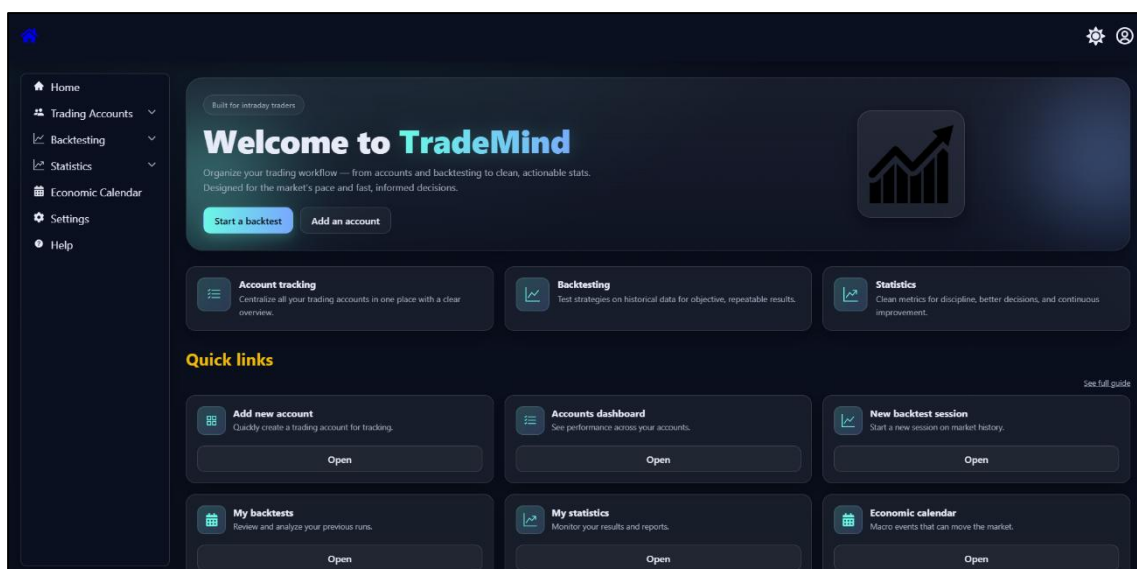 Home
Trading Accounts
Backtesting
Statistics
Economic Calendar
Settings
Help
Built for intraday traders
Welcome to TradeMind
Organize your trading workflow — from accounts and backtesting to clean, actionable stats.
Designed for the market's pace and fast, informed decisions.
Start a backtest
Add an account
Account tracking
Centralize all your trading accounts in one place with a clear
overview.
Backtesting
Test strategies on historical data for objective, repeatable results.
Statistics
Clean metrics for discipline, better decisions, and continuous
improvement.
Quick links
See full guide
Add new account
Quickly create a trading account for tracking.
Open
Accounts dashboard
See performance across your accounts.
Open
New backtest session
Start a new session on market history.
Open
My backtests
Review and analyze your previous runs.
Open
My statistics
Monitor your results and reports.
Open
Economic calendar
Macro events that can move the market.
Open